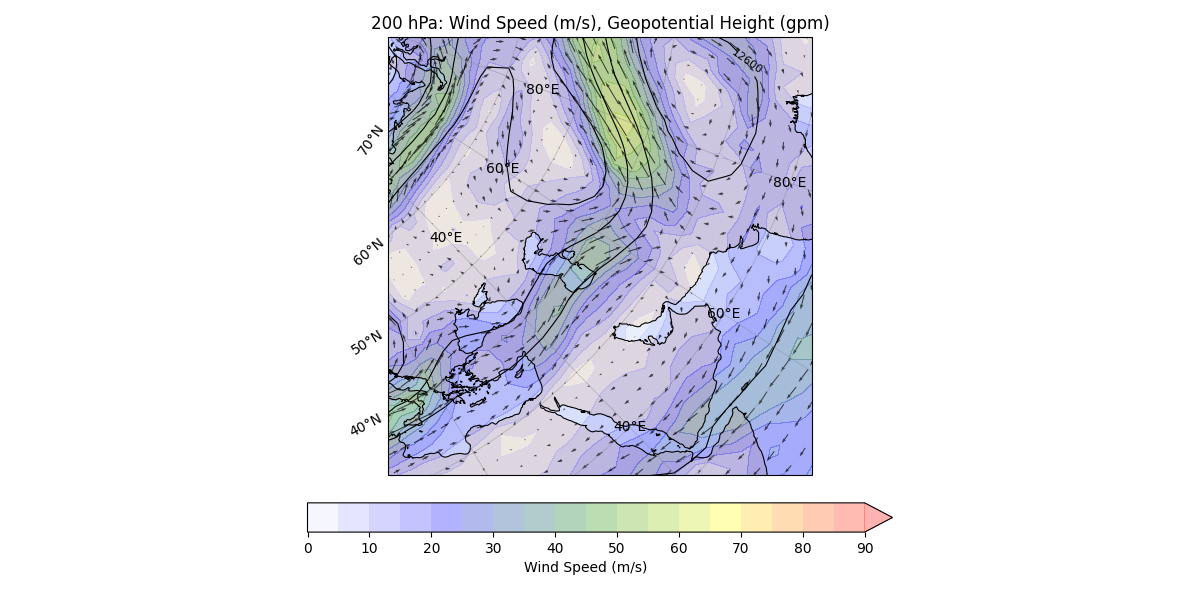 200 hPa: Wind Speed (m/s), Geopotential Height (gpm)
12600
80°E
70°N
60°E
80°E
40°E
60°N
60°E
50°N
40°N
40°E
0 10 20 30 40 50 60 70 80 90
Wind Speed (m/s)